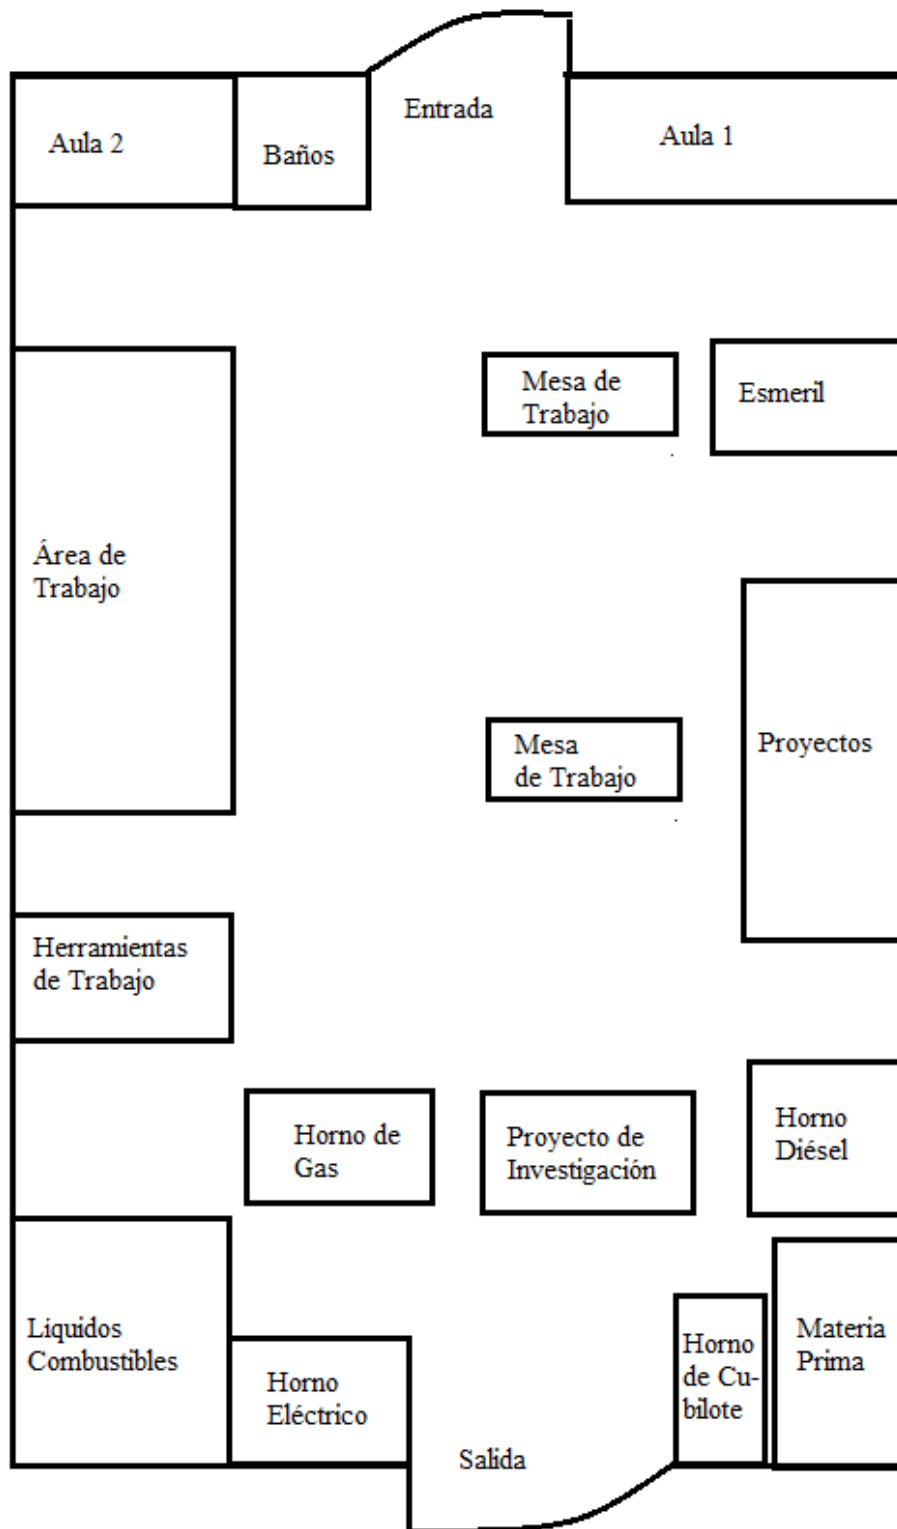 Entrada
Aula 2
Baños
Aula 1
Mesa de
Trabajo
Esmeril
Área de
Trabajo
Mesa
de Trabajo
Proyectos
Herramientas
de Trabajo
Horno de
Gas
Proyecto de
Investigación
Horno
Diésel
Líquidos
Combustibles
Horno
Eléctrico
Horno
de Cu-
bilote
Materia
Prima
Salida